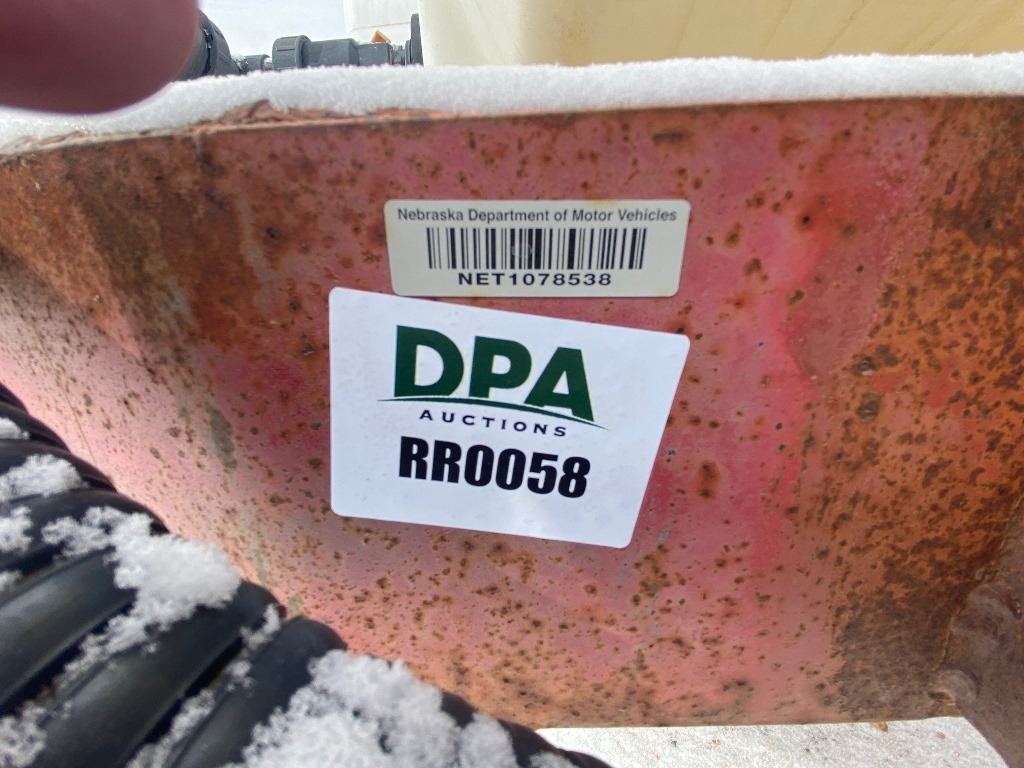 Nebraska Department of Motor Vehicles
NET1078538
DPA
AUCTIONS
RR0058